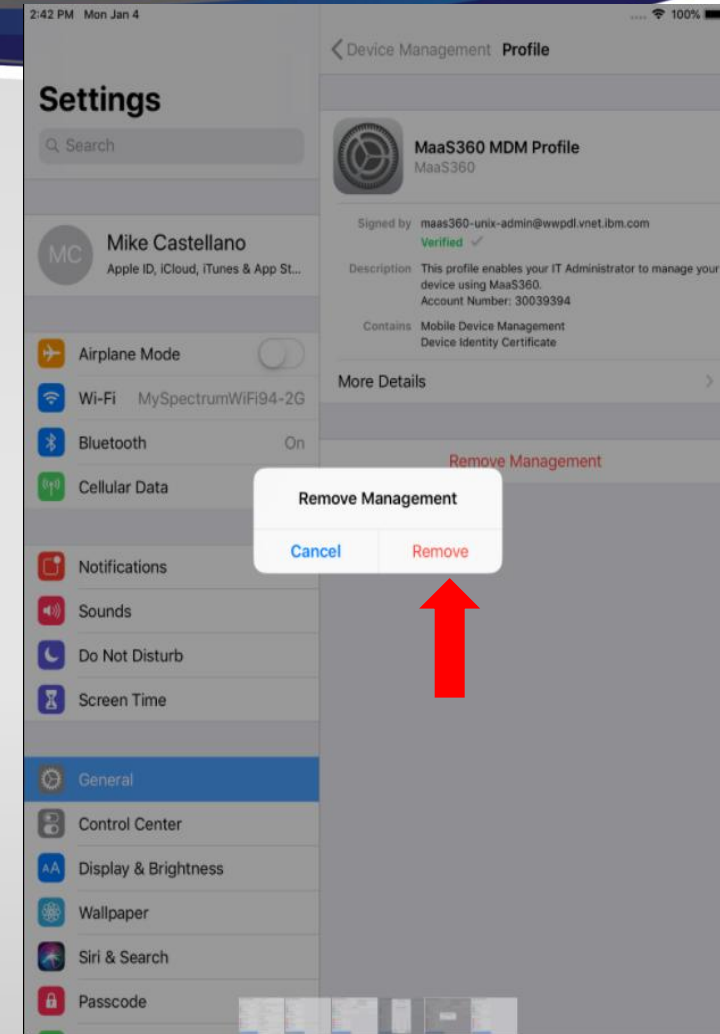 2:42 PM Mon Jan 4
100%
Device Management Profile
Settings
Search
MaaS360 MDM Profile
MaaS360
Signed by maas360-unix-admin@wwpdl.vnet.ibm.com
Verified
MC
Mike Castellano
Apple ID, iCloud, iTunes & App St...
Description This profile enables your IT Administrator to manage your
device using MaaS360.
Account Number: 30039394
Contains Mobile Device Management
Device Identity Certificate
Airplane Mode
More Details
Wi-Fi MySpectrumWiFi94-2G
Bluetooth On
Remove Management
Cellular Data
Remove Management
Cancel Remove
Notifications
Sounds
Do Not Disturb
Screen Time
General
Control Center
AA
Display & Brightness
Wallpaper
Siri & Search
Passcode